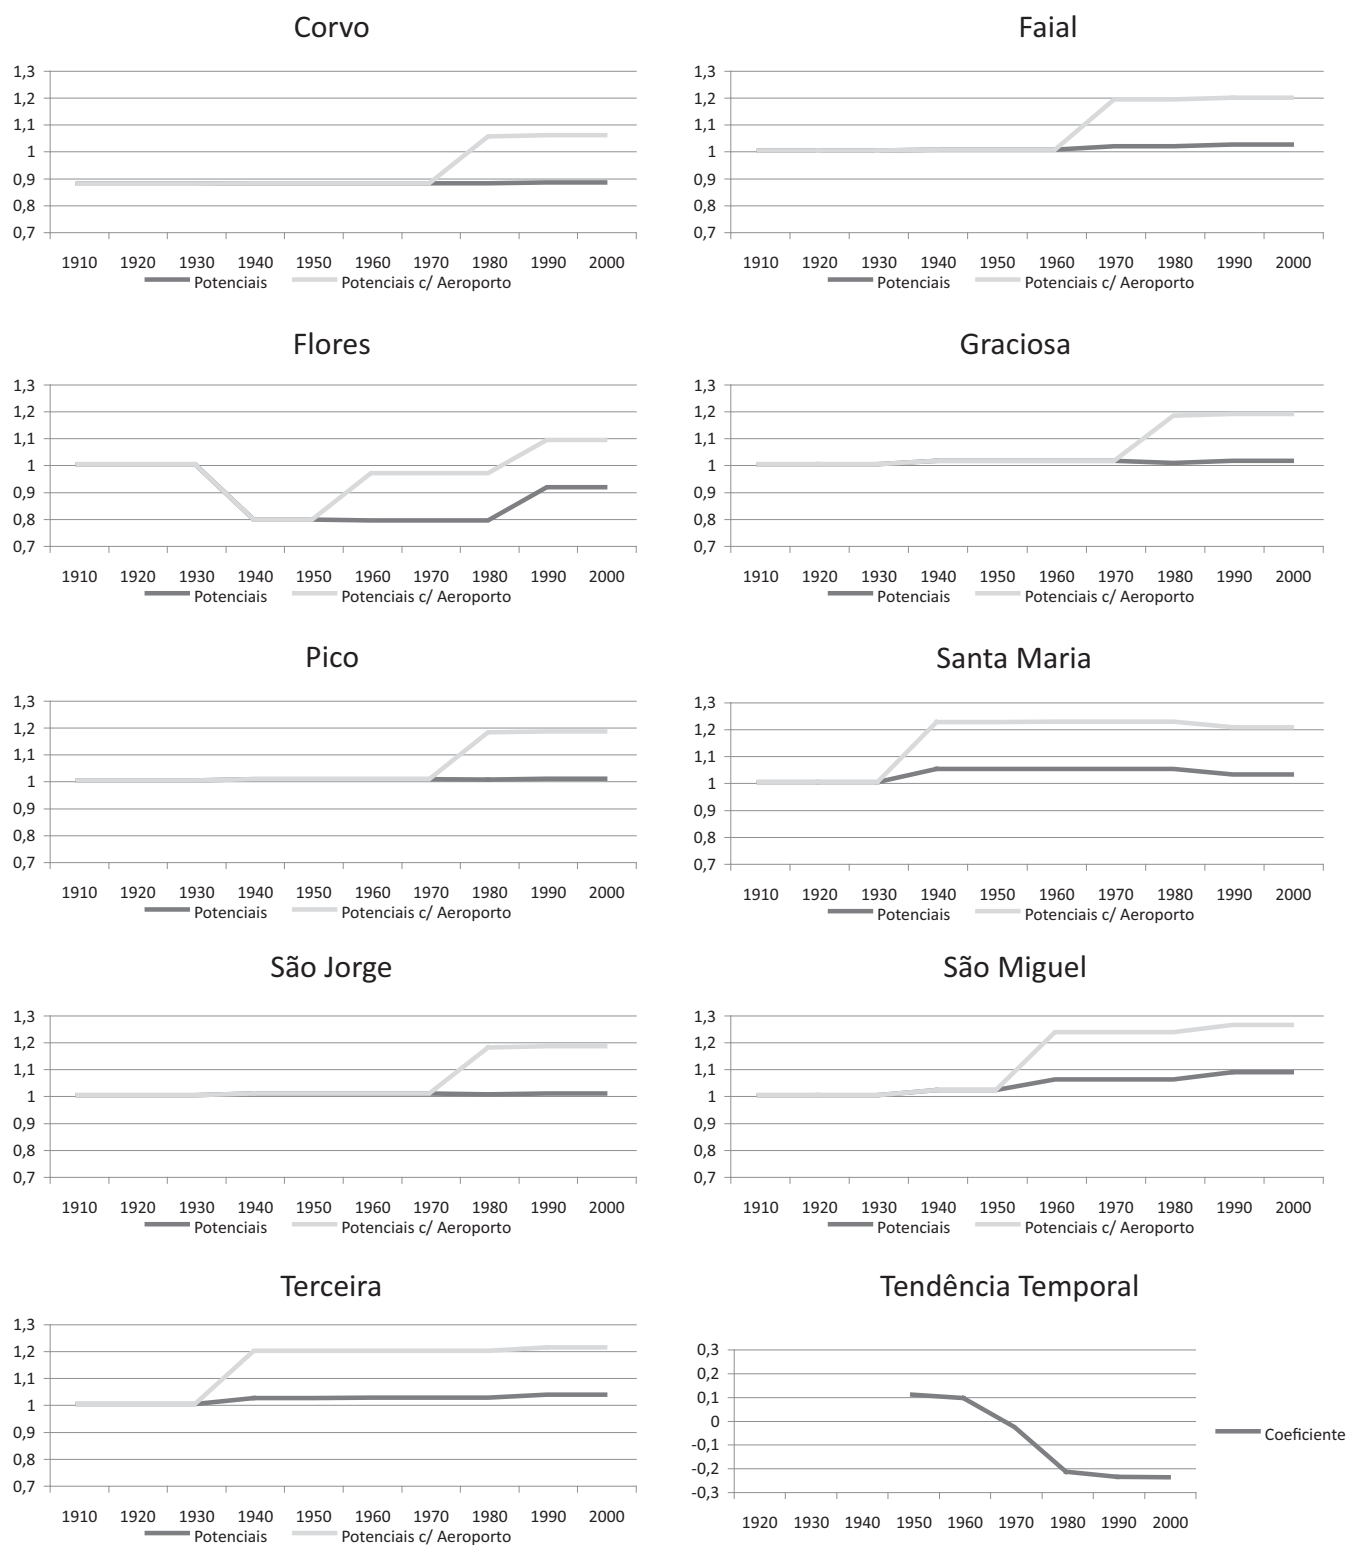 Corvo
1,3
1,2
1,1
1
0,9
0,8
0,7
1910 1920 1930 1940 1950 1960 1970 1980 1990 2000
Potenciais Potenciais c/ Aeroporto
Faial
1,3
1,2
1,1
1
0,9
0,8
0,7
1910 1920 1930 1940 1950 1960 1970 1980 1990 2000
Potenciais Potenciais c/ Aeroporto
Flores
1,3
1,2
1,1
1
0,9
0,8
0,7
1910 1920 1930 1940 1950 1960 1970 1980 1990 2000
Potenciais Potenciais c/ Aeroporto
Graciosa
1,3
1,2
1,1
1
0,9
0,8
0,7
1910 1920 1930 1940 1950 1960 1970 1980 1990 2000
Potenciais Potenciais c/ Aeroporto
Pico
1,3
1,2
1,1
1
0,9
0,8
0,7
1910 1920 1930 1940 1950 1960 1970 1980 1990 2000
Potenciais Potenciais c/ Aeroporto
Santa Maria
1,3
1,2
1,1
1
0,9
0,8
0,7
1910 1920 1930 1940 1950 1960 1970 1980 1990 2000
Potenciais Potenciais c/ Aeroporto
São Jorge
1,3
1,2
1,1
1
0,9
0,8
0,7
1910 1920 1930 1940 1950 1960 1970 1980 1990 2000
Potenciais Potenciais c/ Aeroporto
São Miguel
1,3
1,2
1,1
1
0,9
0,8
0,7
1910 1920 1930 1940 1950 1960 1970 1980 1990 2000
Potenciais Potenciais c/ Aeroporto
Terceira
1,3
1,2
1,1
1
0,9
0,8
0,7
1910 1920 1930 1940 1950 1960 1970 1980 1990 2000
Potenciais Potenciais c/ Aeroporto
Tendência Temporal
0,3
0,2
0,1
0
-0,1
-0,2
-0,3
1920 1930 1940 1950 1960 1970 1980 1990 2000
Coeficiente